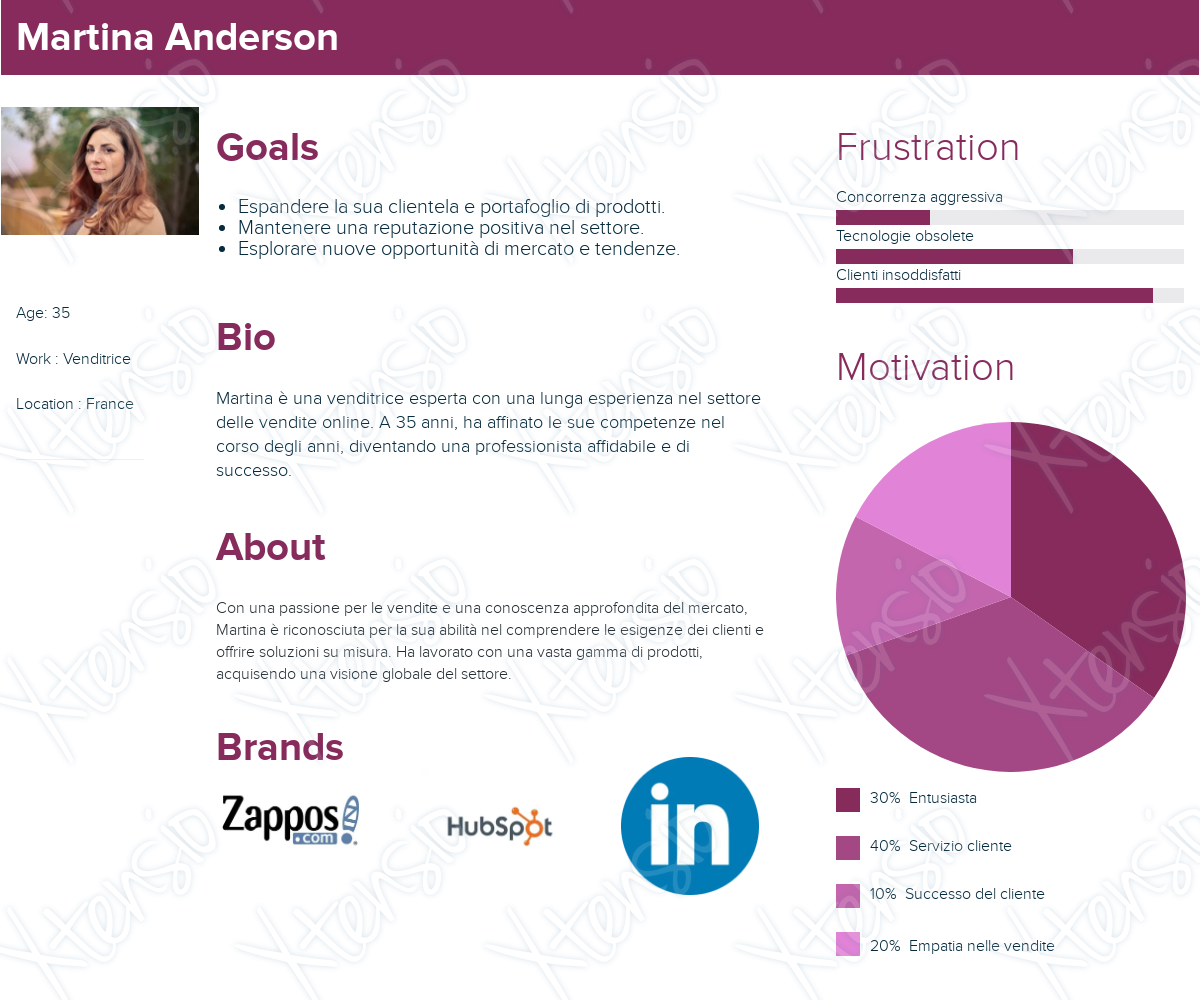 Martina Anderson
Age: 35
Work : Venditrice
Location : France
Goals
• Espandere la sua clientela e portafoglio di prodotti.
• Mantenere una reputazione positiva nel settore.
• Esplorare nuove opportunità di mercato e tendenze.
Bio
Martina è una venditrice esperta con una lunga esperienza nel settore
delle vendite online. A 35 anni, ha affinato le sue competenze nel
corso degli anni, diventando una professionista affidabile e di
successo.
About
Con una passione per le vendite e una conoscenza approfondita del mercato,
Martina è riconosciuta per la sua abilità nel comprendere le esigenze dei clienti e
offrire soluzioni su misura. Ha lavorato con una vasta gamma di prodotti,
acquisendo una visione globale del settore.
Brands
Zappos
.com
HubSpot
in
Frustration
Concorrenza aggressiva
Tecnologie obsolete
Clienti insoddisfatti
Motivation
30% Entusiasta
40% Servizio cliente
10% Successo del cliente
20% Empatia nelle vendite
Xtensio